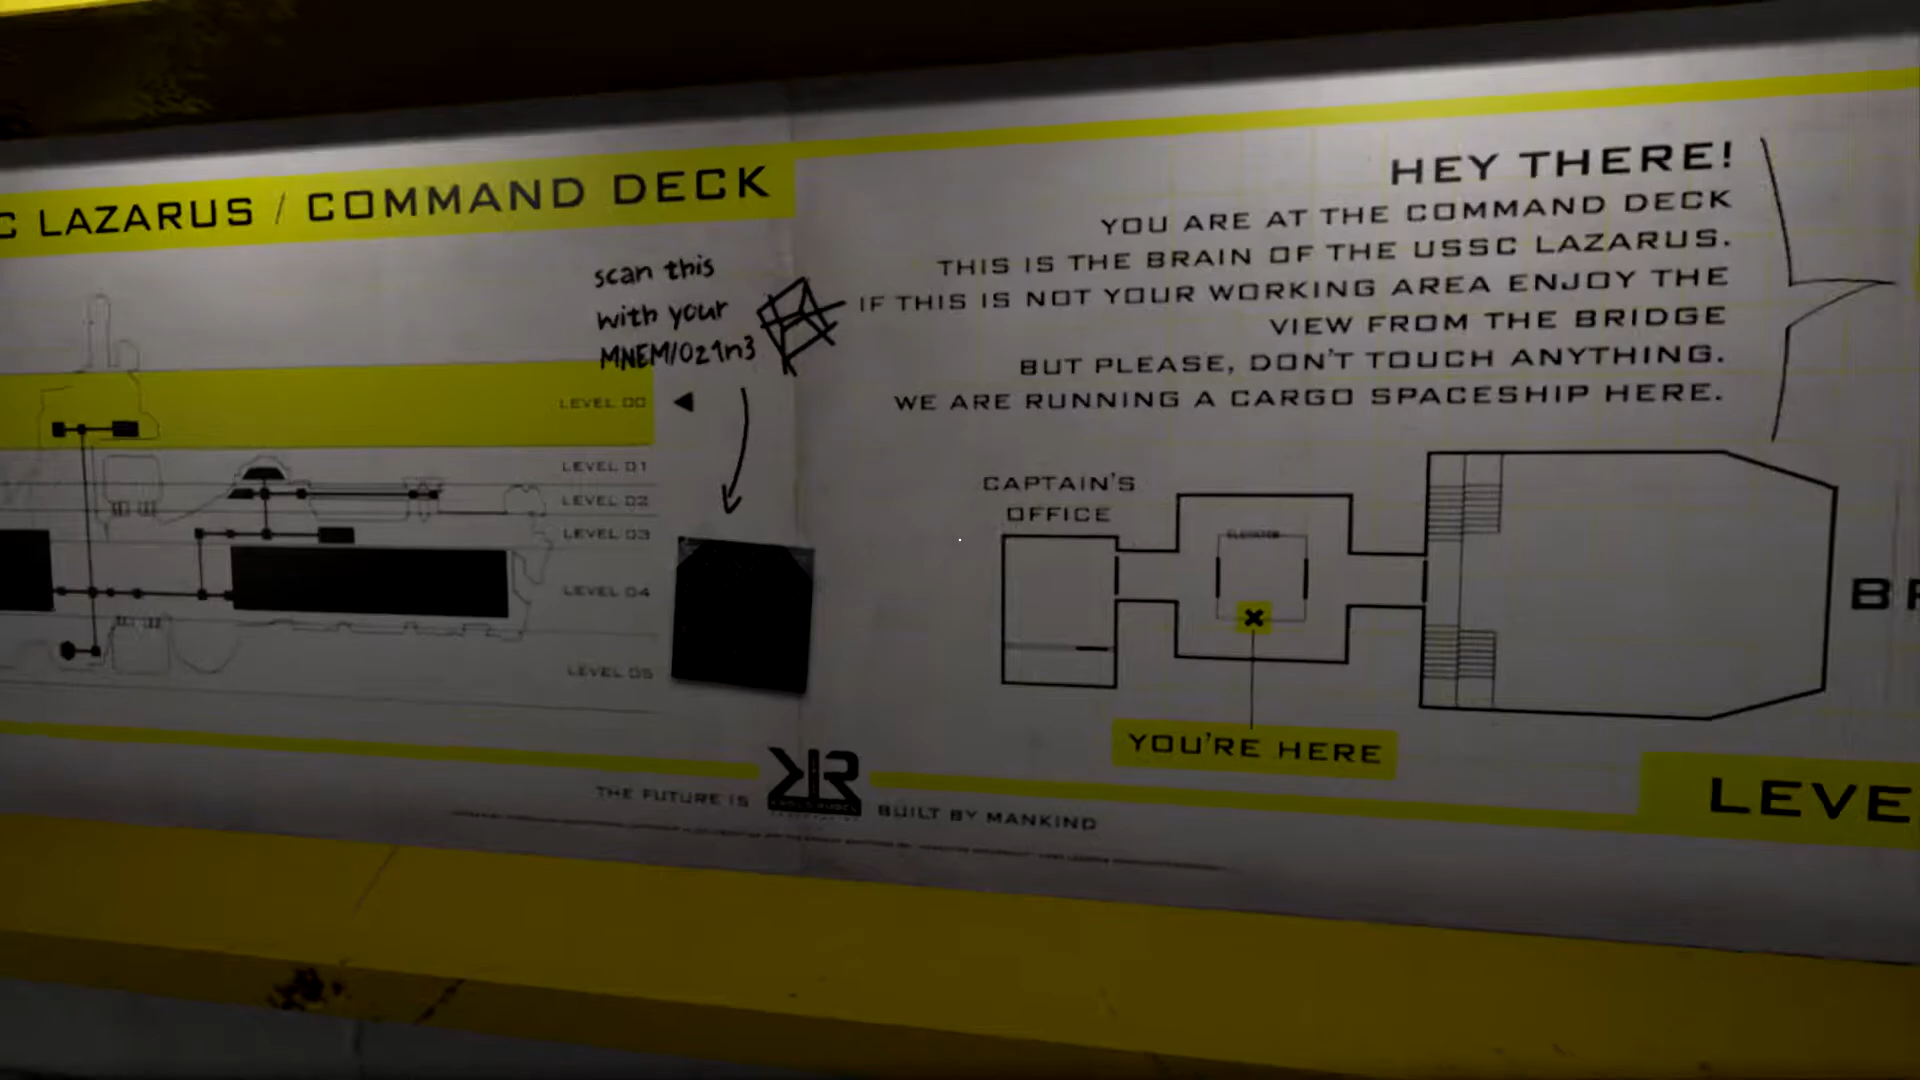 C LAZARUS / COMMAND DECK
scan this
with your
MNEM/0z1n3
LEVEL 00
LEVEL 01
LEVEL 02
LEVEL 03
LEVEL 04
LEVEL 05
HEY THERE!
YOU ARE AT THE COMMAND DECK
THIS IS THE BRAIN OF THE USSC LAZARUS.
IF THIS IS NOT YOUR WORKING AREA ENJOY THE
VIEW FROM THE BRIDGE
BUT PLEASE, DON'T TOUCH ANYTHING.
WE ARE RUNNING A CARGO SPACESHIP HERE.
CAPTAIN'S
OFFICE
ELEVATOR
BR
YOU'RE HERE
LEVE
THE FUTURE IS
BUILT BY MANKIND